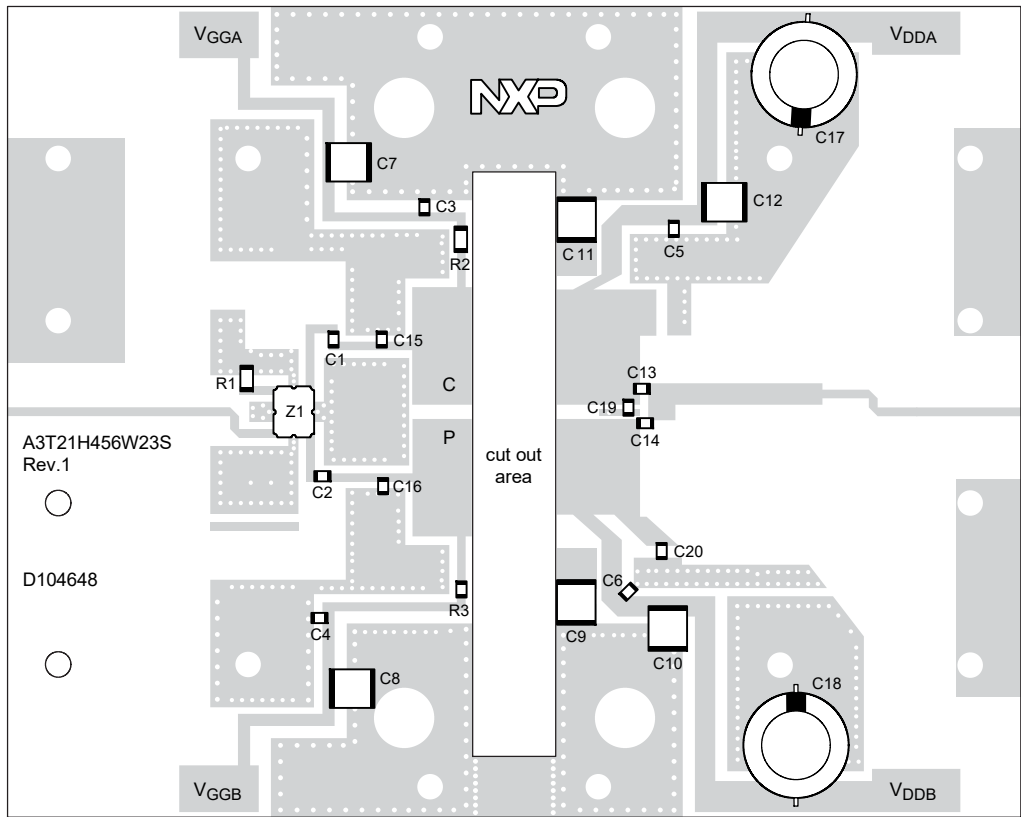 VGGA
VDDA
NXP
C17
C7
C3
C12
C11
C5
R2
C1
C15
R1
C
C13
Z1
C19
P
C14
A3T21H456W23S
Rev.1
cut out
area
C2
C16
C20
D104648
C6
R3
C4
C9
C10
C8
C18
VGGB
VDDB